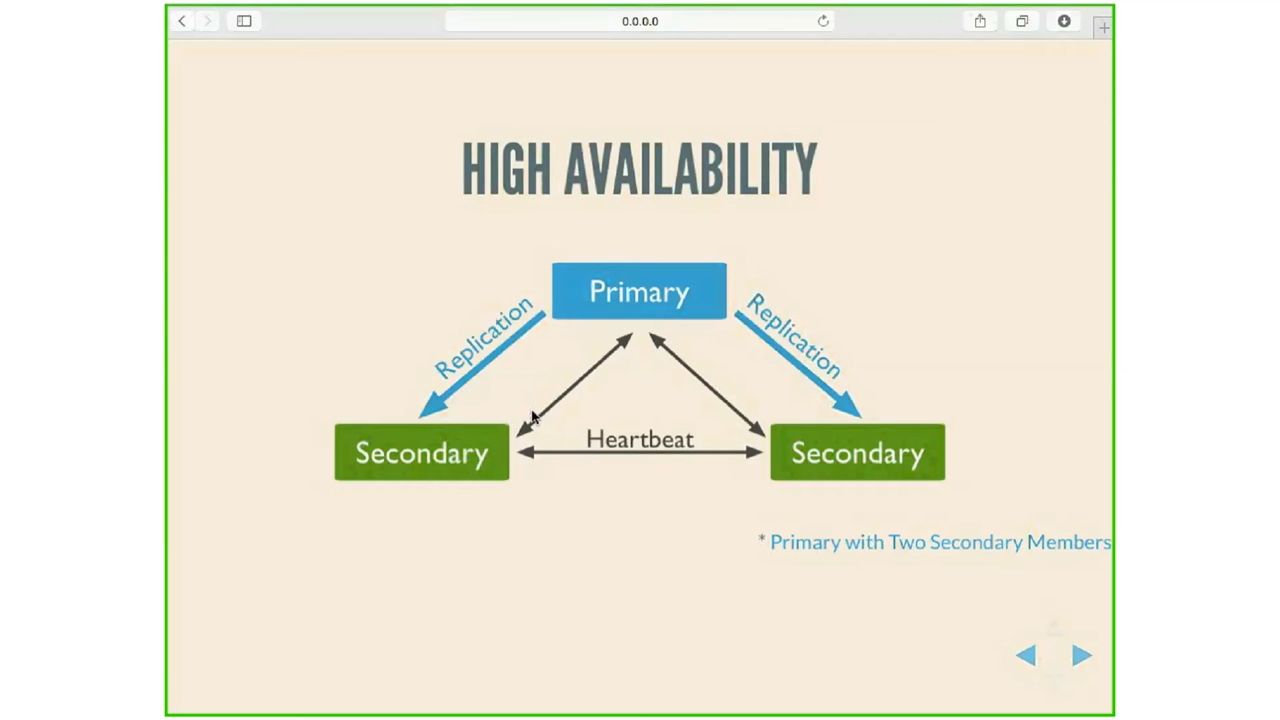 0.0.0.0
HIGH AVAILABILITY
Primary
Replication
Replication
Heartbeat
Secondary
Secondary
* Primary with Two Secondary Members